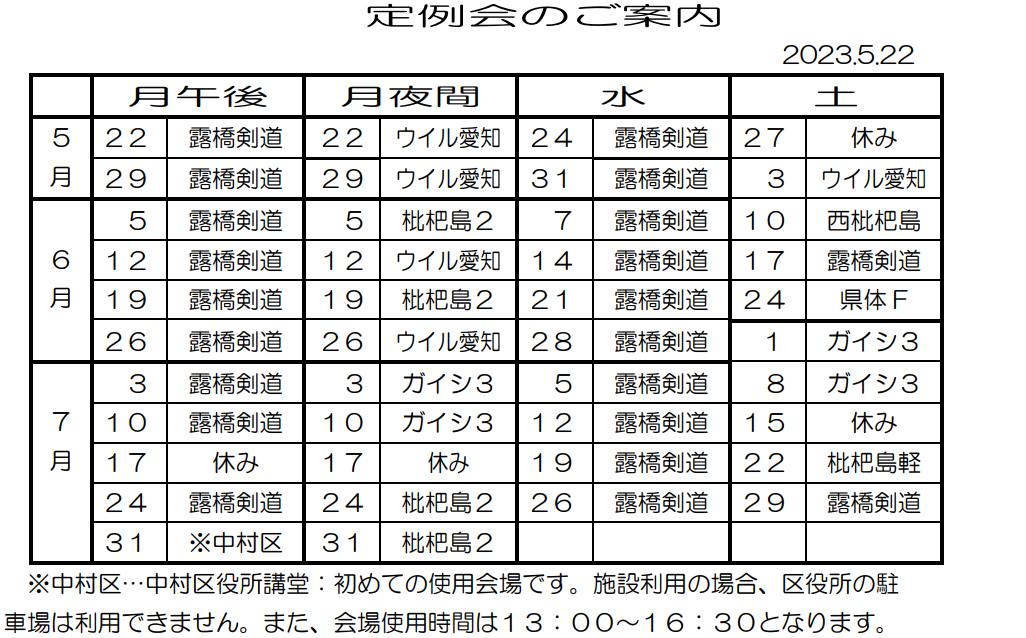 定例会のご案内
2023.5.22
月午後 月夜間 水 土
5月 22 露橋剣道 22 ウイル愛知 24 露橋剣道 27 休み
29 露橋剣道 29 ウイル愛知 31 露橋剣道 3 ウイル愛知
6月 5 露橋剣道 5 枇杷島2 7 露橋剣道 10 西枇杷島
12 露橋剣道 12 ウイル愛知 14 露橋剣道 17 露橋剣道
19 露橋剣道 19 枇杷島2 21 露橋剣道 24 県体F
26 露橋剣道 26 ウイル愛知 28 露橋剣道 1 ガイシ3
7月 3 露橋剣道 3 ガイシ3 5 露橋剣道 8 ガイシ3
10 露橋剣道 10 ガイシ3 12 露橋剣道 15 休み
17 休み 17 休み 19 露橋剣道 22 枇杷島軽
24 露橋剣道 24 枇杷島2 26 露橋剣道 29 露橋剣道
31 ※中村区 31 枇杷島2
※中村区…中村区役所講堂：初めての使用会場です。施設利用の場合、区役所の駐
車場は利用できません。また、会場使用時間は13：00～16：30となります。